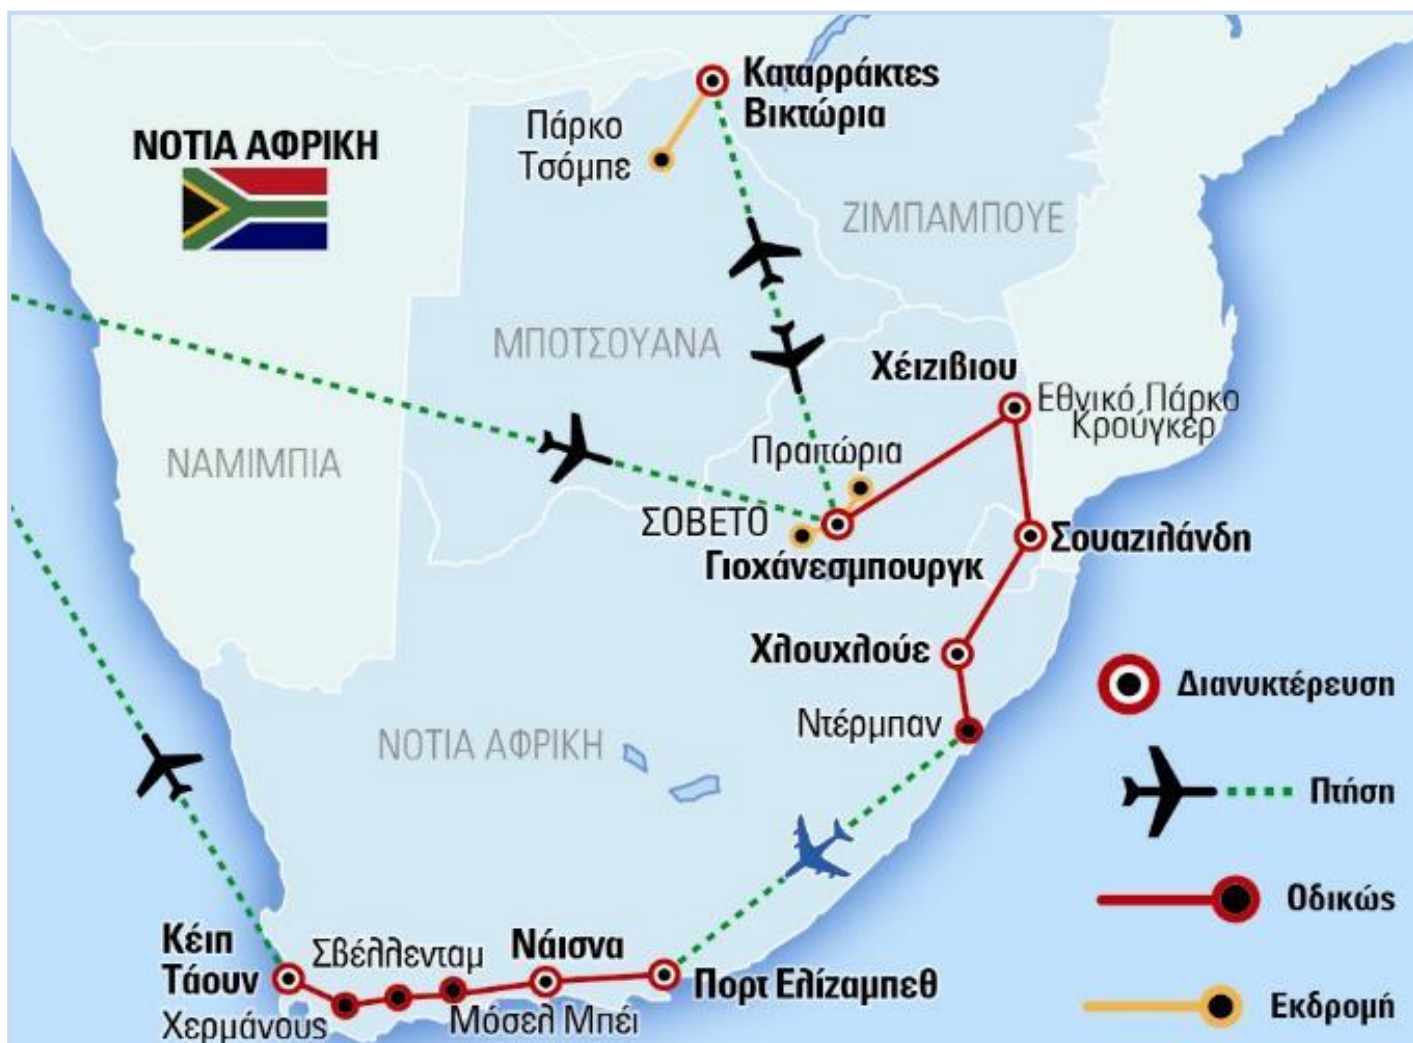 Καταρράκτες
Βικτώρια
Πάρκο
Τσόμπε
ΝΟΤΙΑ ΑΦΡΙΚΗ
ΖΙΜΠΑΜΠΟΥΕ
ΜΠΟΤΣΟΥΑΝΑ
Χέιζιβιου
Εθνικό Πάρκο
Κρούγκερ
ΝΑΜΙΜΠΙΑ
Πραιτώρια
ΣΟΒΕΤΟ
Γιοχάνεσμπουργκ
Σουαζιλάνδη
Χλουχλούε
Διανυκτέρευση
Ντέρμπαν
ΝΟΤΙΑ ΑΦΡΙΚΗ
Πτήση
Οδικώς
Κέιπ
Τάουν
Σβέλλενταμ
Νάισνα
Πορτ Ελίζαμπεθ
Χερμάνους
Μόσελ Μπέι
Εκδρομή